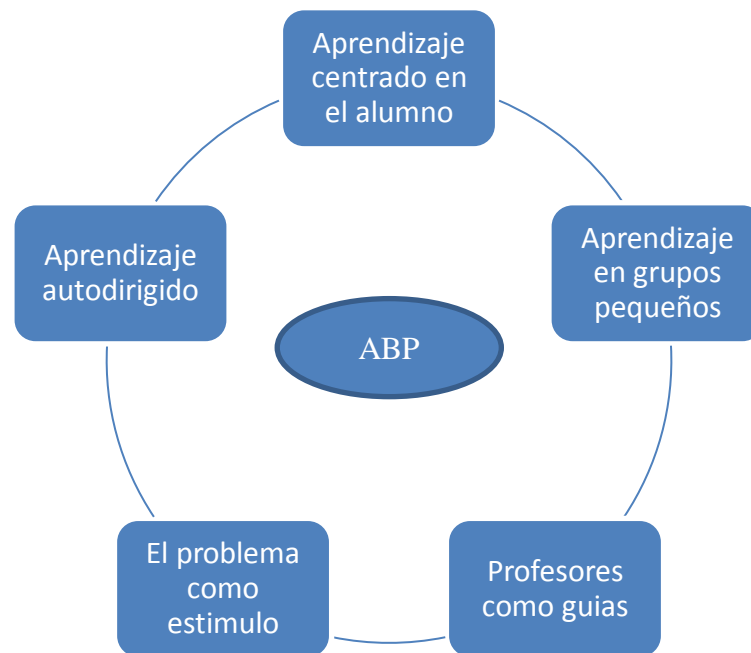 Aprendizaje
centrado en
el alumno
Aprendizaje
en grupos
pequeños
Profesores
como guias
El problema
como
estimulo
Aprendizaje
autodirigido
ABP